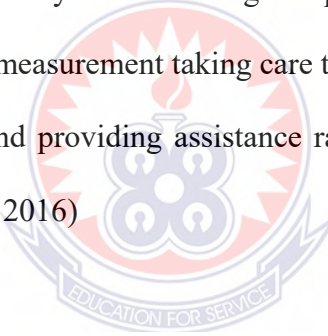 measurement taking care t
nd providing assistance ra
2016)
EDUCATION FOR SERVICE